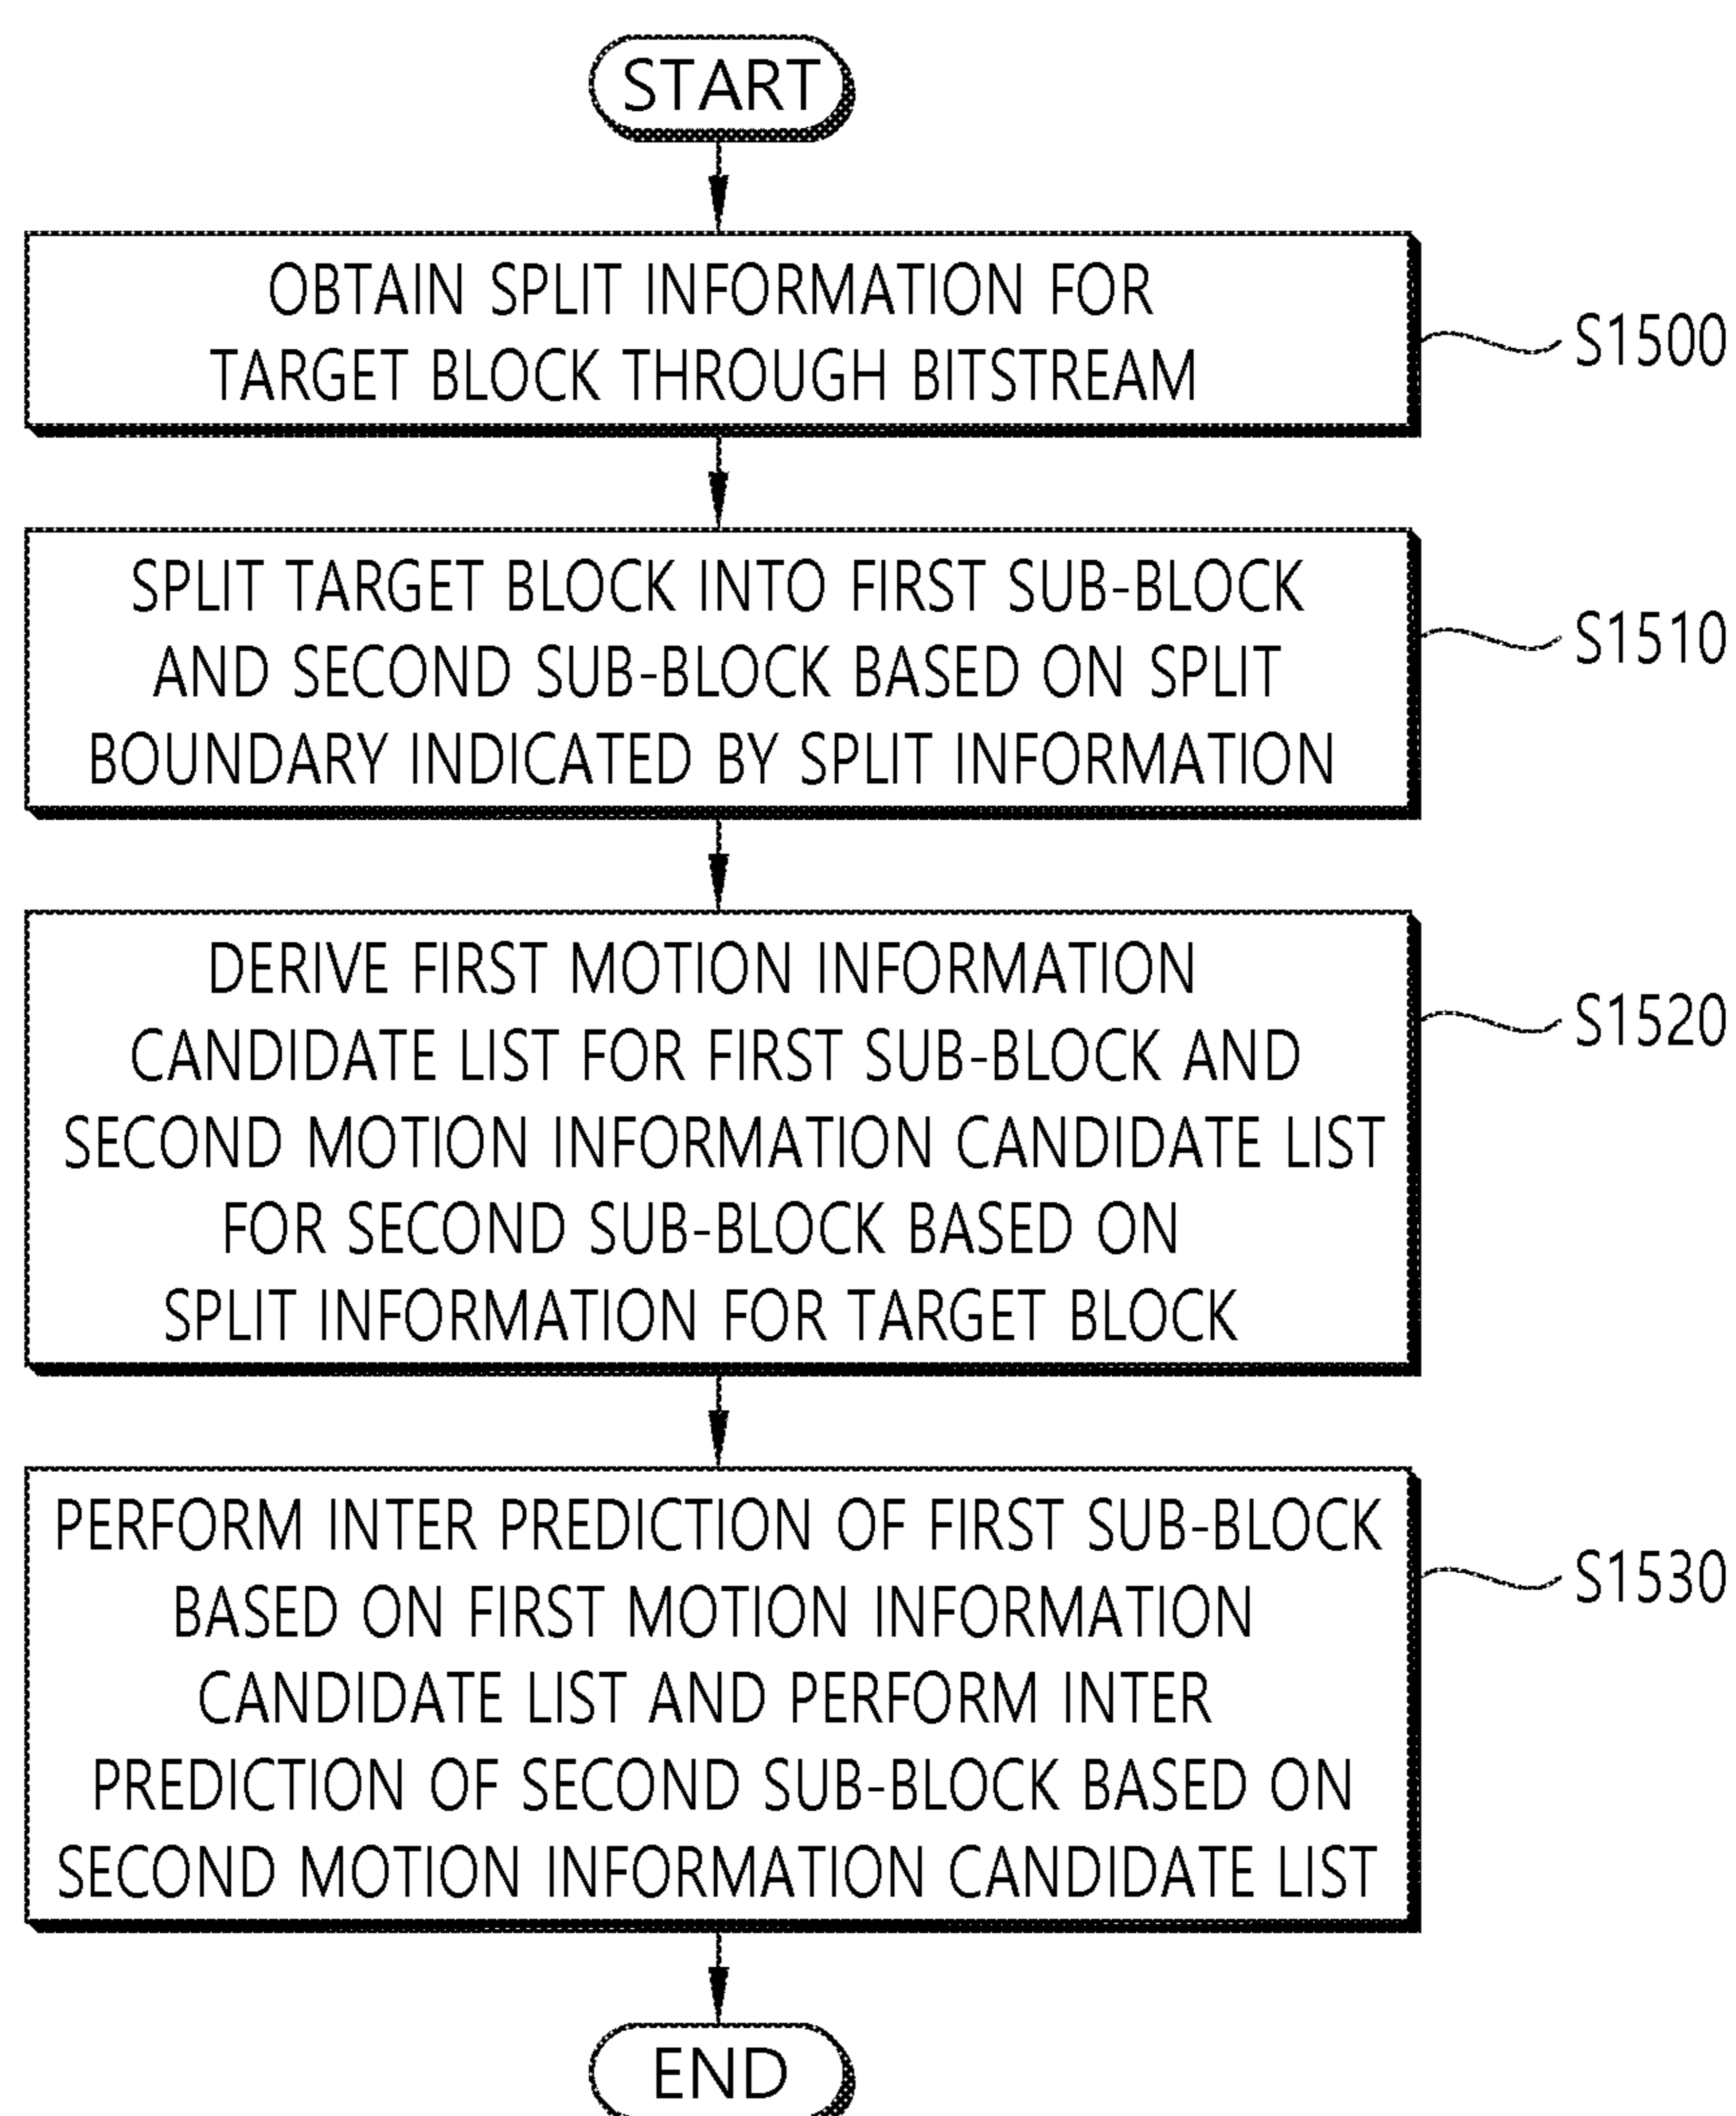 START
OBTAIN SPLIT INFORMATION FOR
TARGET BLOCK THROUGH BITSTREAM
S1500
SPLIT TARGET BLOCK INTO FIRST SUB-BLOCK
AND SECOND SUB-BLOCK BASED ON SPLIT
BOUNDARY INDICATED BY SPLIT INFORMATION
S1510
DERIVE FIRST MOTION INFORMATION
CANDIDATE LIST FOR FIRST SUB-BLOCK AND
SECOND MOTION INFORMATION CANDIDATE LIST
FOR SECOND SUB-BLOCK BASED ON
SPLIT INFORMATION FOR TARGET BLOCK
S1520
PERFORM INTER PREDICTION OF FIRST SUB-BLOCK
BASED ON FIRST MOTION INFORMATION
CANDIDATE LIST AND PERFORM INTER
PREDICTION OF SECOND SUB-BLOCK BASED ON
SECOND MOTION INFORMATION CANDIDATE LIST
S1530
END